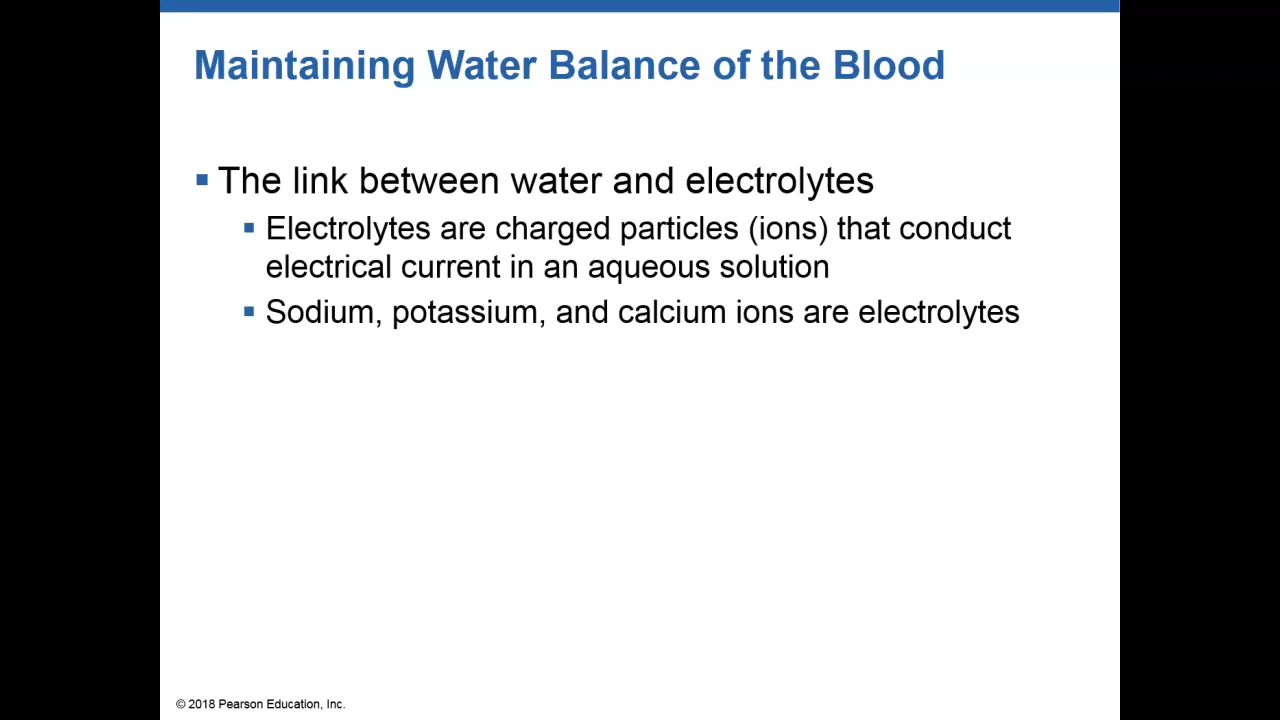 Maintaining Water Balance of the Blood
▪ The link between water and electrolytes
▪ Electrolytes are charged particles (ions) that conduct
electrical current in an aqueous solution
▪ Sodium, potassium, and calcium ions are electrolytes
© 2018 Pearson Education, Inc.